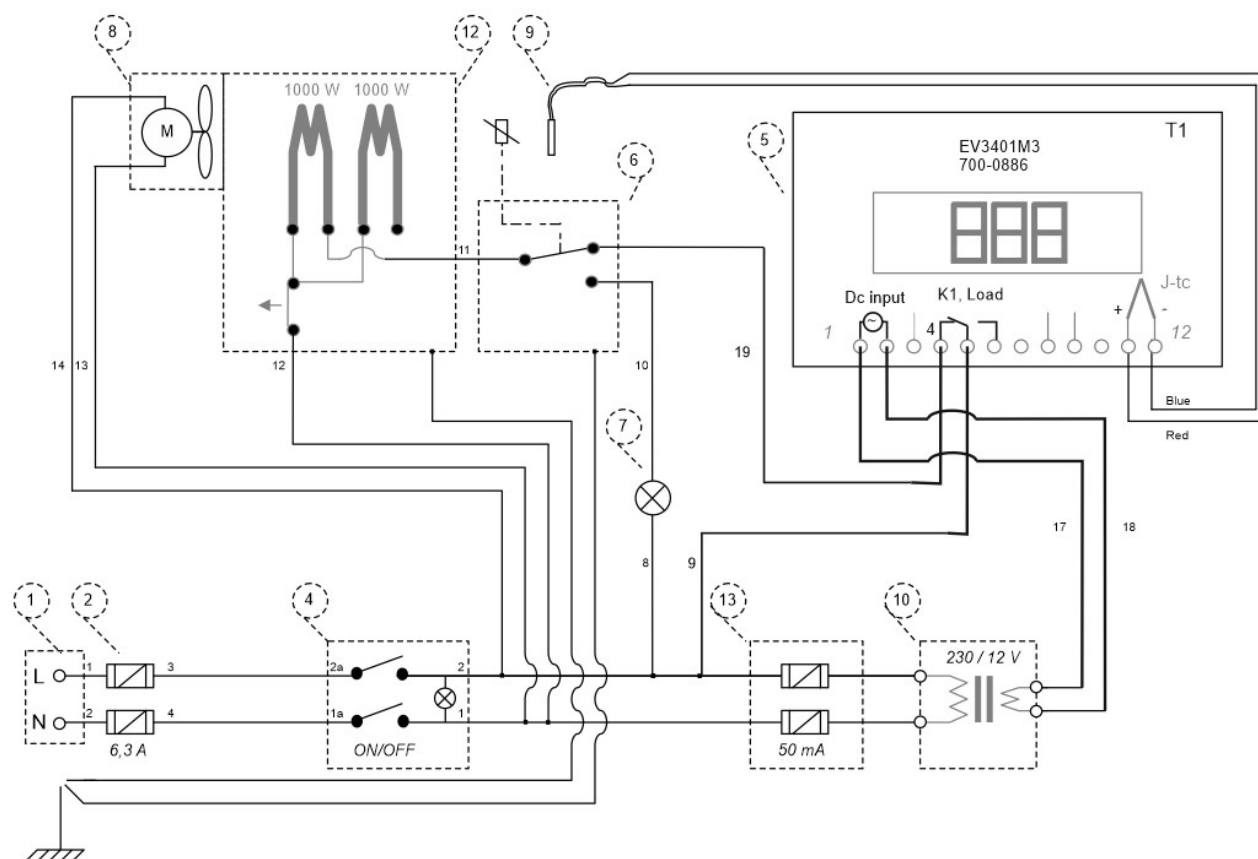 8
12
9
1000 W 1000 W
M
5
T1
EV3401M3
700-0886
6
888
11
Dc input
K1, Load
J-tc
+
-
1
~
4
12
14
13
12
10
19
Blue
Red
7
17
18
8
9
1
2
4
13
10
L
1
3
2a
2
230 / 12 V
N
2
4
1a
1
6,3 A
ON/OFF
50 mA